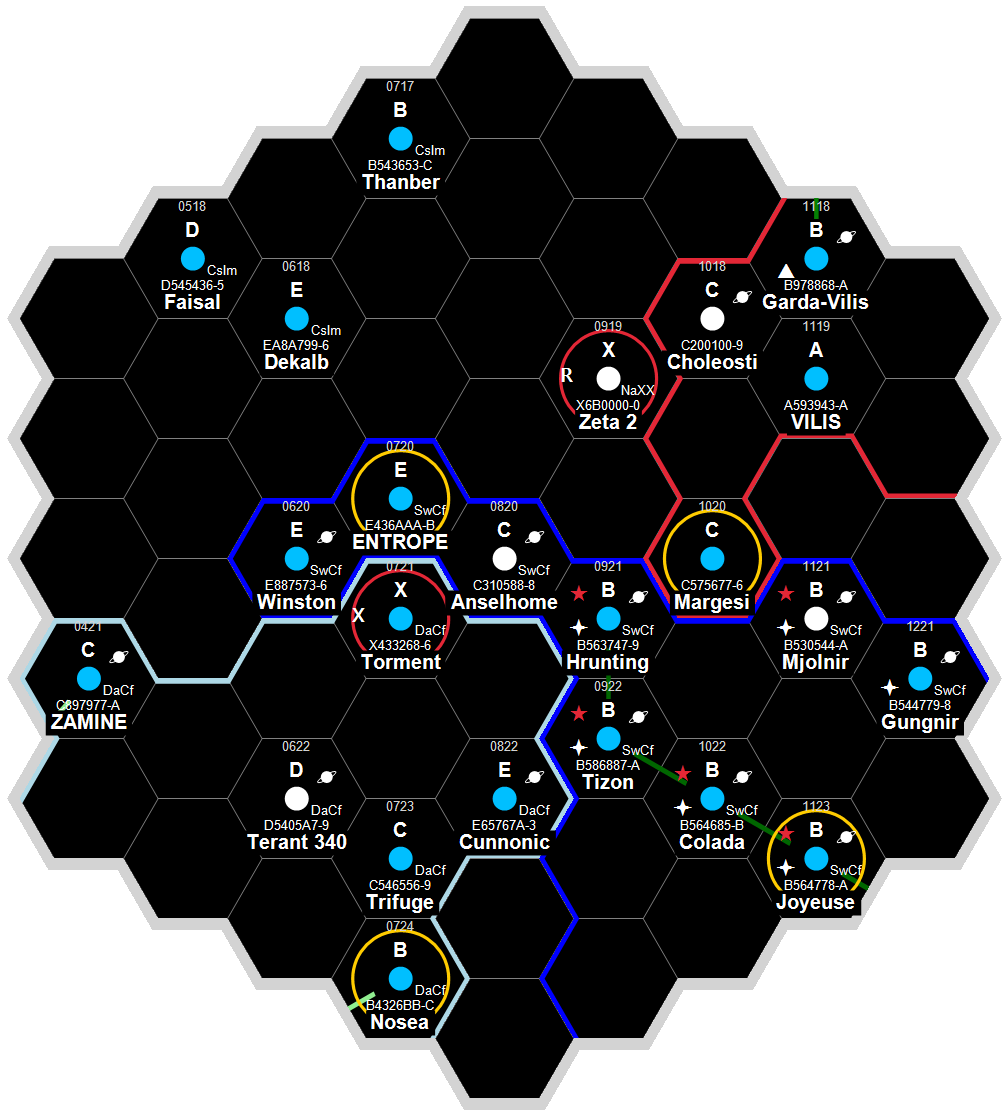 0717
B
CsIm
B543653-C
Thanber
0518
D
CsIm
D545436-5
Faisal
1118
B
B978868-A
Garda-Vilis
0618
E
CsIm
EA8A799-6
Dekalb
1018
C
C200100-9
Choleosti
0919
X
R
NaXX
X6B0000-0
Zeta 2
1119
A
A593943-A
VILIS
0720
E
SwCf
E436AAA-B
ENTROPE
0620
E
SwCf
E887573-6
Winston
0820
C
SwCf
C310588-8
Anselhome
1020
C
C575677-6
Margesi
0721
X
X
DaCf
X433268-6
Torment
0921
B
SwCf
B563747-9
Hrunting
1121
B
SwCf
B530544-A
Mjolnir
0421
C
DaCf
C897977-A
ZAMINE
1221
B
SwCf
B544779-8
Gungnir
0922
B
SwCf
B586887-A
Tizon
0622
D
DaCf
D5405A7-9
Terant 340
0822
E
DaCf
E65767A-3
Cunnonic
1022
B
SwCf
B564685-B
Colada
0723
C
DaCf
C546556-9
Trifuge
1123
B
SwCf
B564778-A
Joyeuse
0724
B
DaCf
B4326BB-C
Nosea